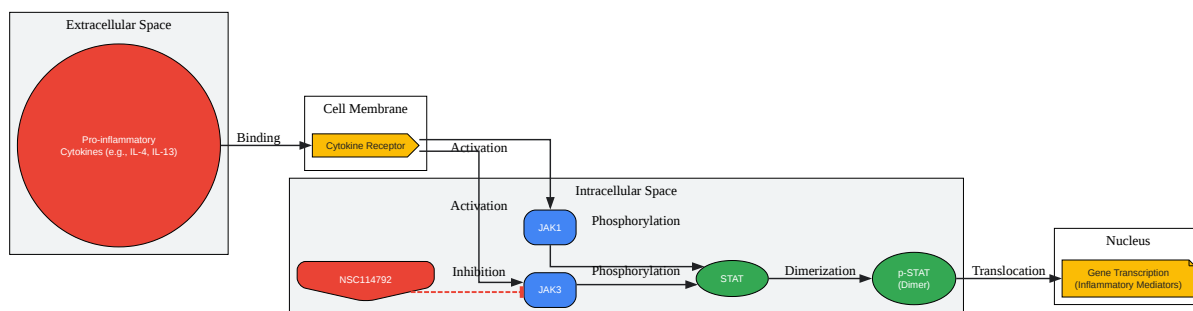 Extracellular Space
Pro-inflammatory
Cytokines (e.g., IL-4, IL-13)
Binding
Cell Membrane
Cytokine Receptor
Activation
Activation
Intracellular Space
JAK1
Phosphorylation
NSC114792
Inhibition
JAK3
Phosphorylation
STAT
Dimerization
p-STAT
(Dimer)
Translocation
Nucleus
Gene Transcription
(Inflammatory Mediators)